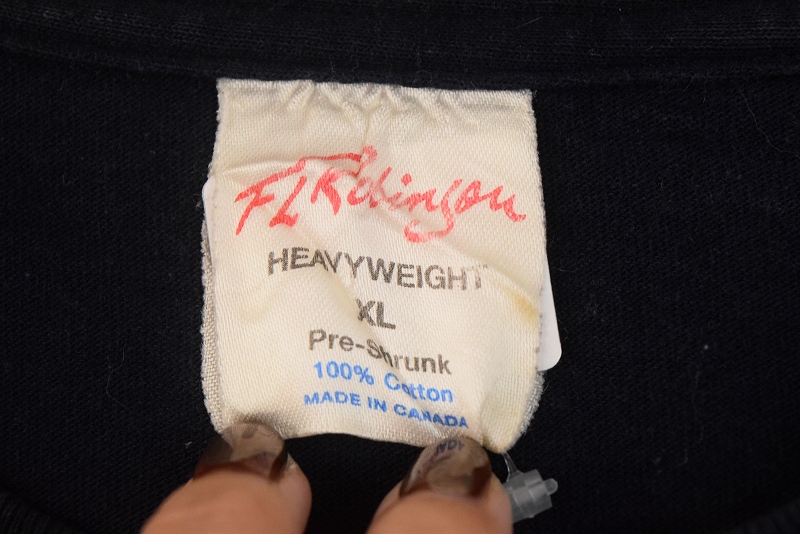 FL Robinson
HEAVYWEIGHT
XL
Pre-Shrunk
100% Cotton
MADE IN CANADA